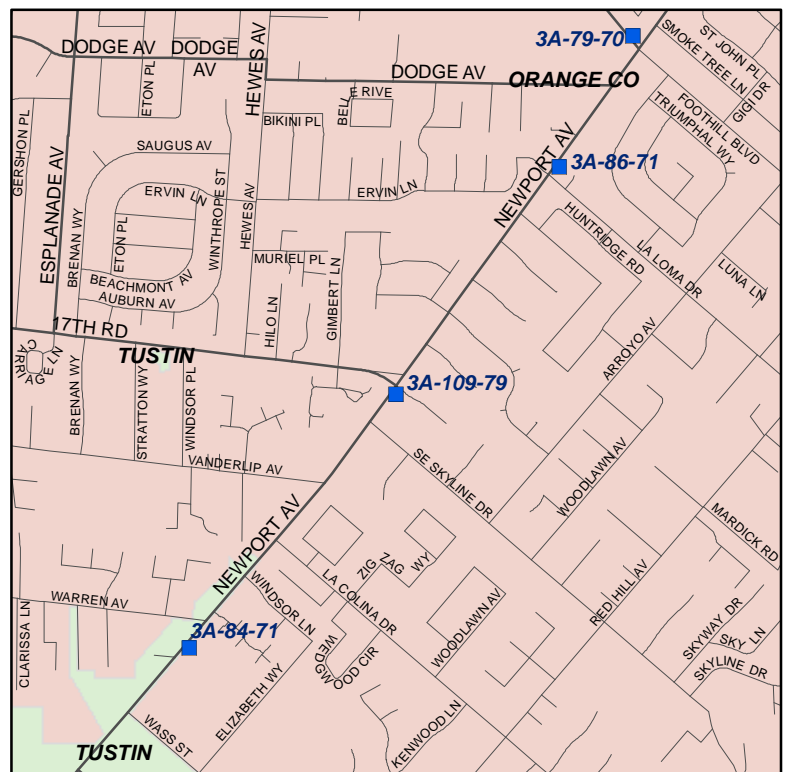 3A-79-70
DODGE AV
DODGE
AV
HEWES AV
DODGE AV
ORANGE CO
ST JOHN PL
SMOKE TREE LN
GIGI DR
FOOTHILL BLVD
TRIUMPHAL WY
ETON PL
BELLE RIVE
BIKINI PL
GERSHON PL
SAUGUS AV
NEWPORT AV
3A-86-71
ESPLANADE AV
ERVIN LN
ERVIN LN
WINTHROPE ST
HEWES AV
HUNTRIDGE RD
LA LOMA DR
LUNA LN
BRENAN WY
ETON PL
MURIEL PL
BEACHMONT AV
AUBURN AV
HILO LN
GIMBERT LN
17TH RD
TUSTIN
ARROYO AV
CARRIAGE LN
3A-109-79
BRENAN WY
STRATTON WY
WINDSOR PL
VANDERLIP AV
SE SKYLINE DR
WOODLAWN AV
NEWPORT AV
MARDICK RD
ZIG ZAG WY
WARREN AV
WINDSOR LN
LA COLINA DR
RED HILL AV
CLARISSA LN
3A-84-71
WEDGWOOD CIR
WOODLAWN AV
SKYWAY DR
SKY LN
SKYLINE DR
ELIZABETH WY
WASS ST
KENWOOD LN
TUSTIN